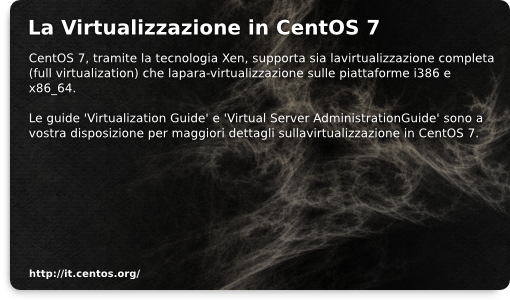 La Virtualizzazione in CentOS 7
CentOS 7, tramite la tecnologia Xen, supporta sia lavirtualizzazione completa
(full virtualization) che lapara-virtualizzazione sulle piattaforme i386 e
x86_64.
Le guide 'Virtualization Guide' e 'Virtual Server AdministrationGuide' sono a
vostra disposizione per maggiori dettagli sullavirtualizzazione in CentOS 7.
http://it.centos.org/